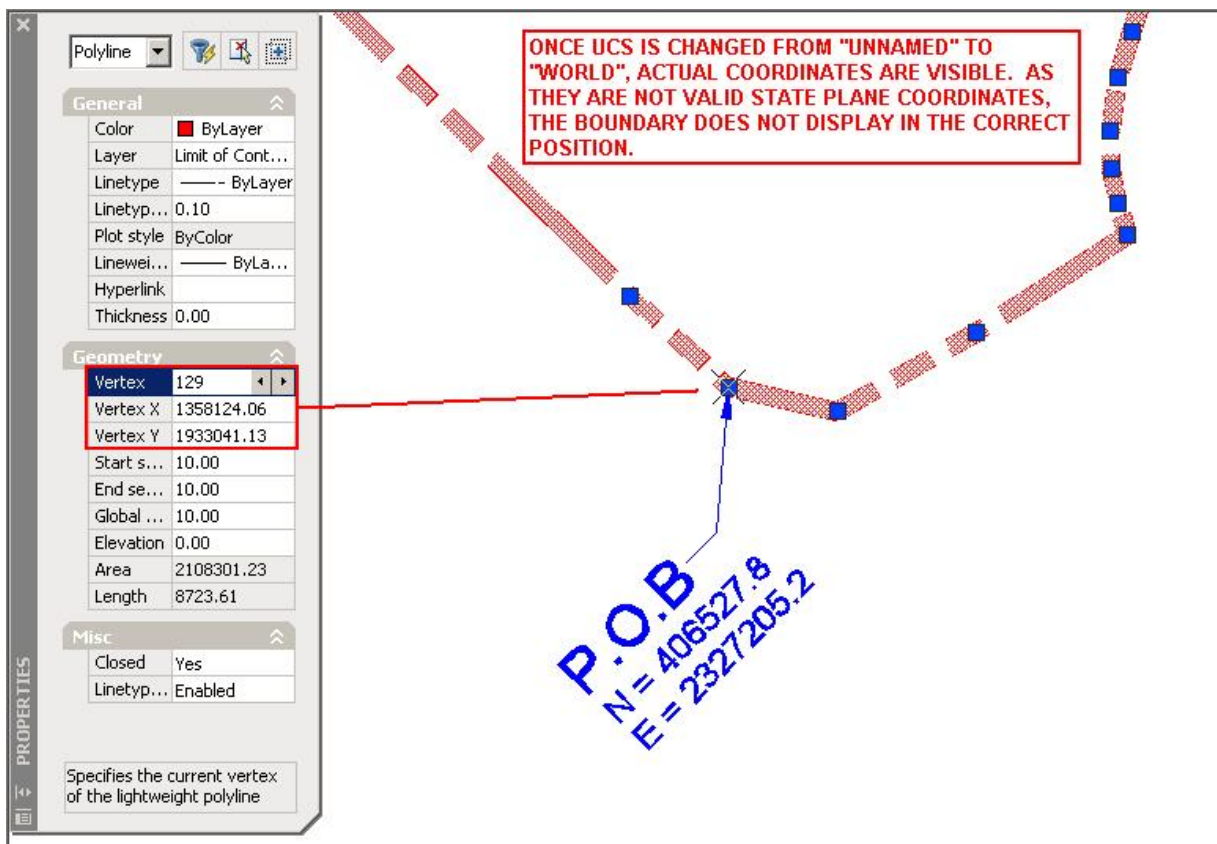 Polyline
General
Color ByLayer
Layer Limit of Cont...
Linetype ByLayer
Linetyp... 0.10
Plot style ByColor
Linewei... ByLa...
Hyperlink
Thickness 0.00
Geometry
Vertex 129
Vertex X 1358124.06
Vertex Y 1933041.13
Start s... 10.00
End se... 10.00
Global ... 10.00
Elevation 0.00
Area 2108301.23
Length 8723.61
Misc
Closed Yes
Linetyp... Enabled
Specifies the current vertex
of the lightweight polyline
PROPERTIES
ONCE UCS IS CHANGED FROM "UNNAMED" TO
"WORLD", ACTUAL COORDINATES ARE VISIBLE. AS
THEY ARE NOT VALID STATE PLANE COORDINATES,
THE BOUNDARY DOES NOT DISPLAY IN THE CORRECT
POSITION.
P.O.B
N = 406527.8
E = 2327205.2